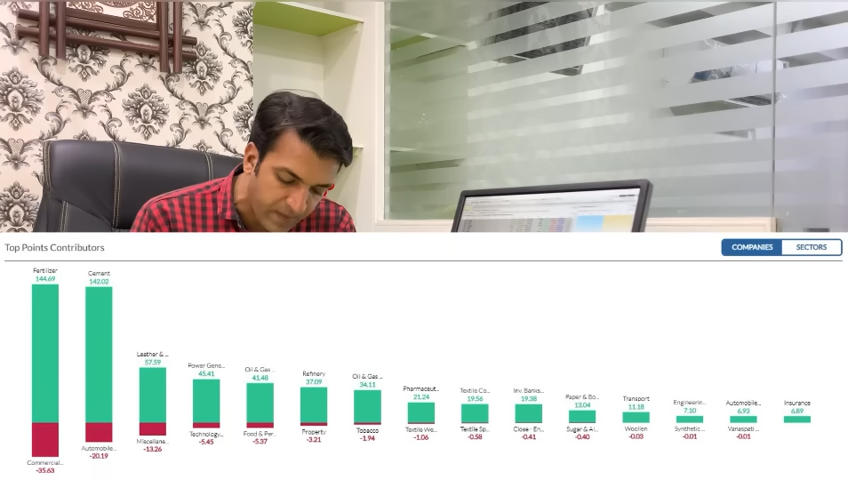 Top Points Contributors
COMPANIES
SECTORS
Fertilizer
144.69
Cement
142.02
Leather & ...
57.59
Power Gene...
45.41
Oil & Gas ...
41.48
Refinery
37.09
Oil & Gas ...
34.11
Pharmaceut...
21.24
Textile Co...
19.56
Inv. Banks...
19.38
Paper & Bo...
13.04
Transport
11.18
Engineerin...
7.10
Automobile...
6.92
Insurance
6.89
Commercial...
-35.63
Automobile...
-20.19
Miscellane...
-13.26
Technology...
-5.45
Food & Per...
-5.37
Property
-3.21
Tobacco
-1.94
Textile We...
-1.06
Textile Sp...
-0.58
Close - En...
-0.41
Sugar & Al...
-0.40
Woollen
-0.03
Synthetic ...
-0.01
Vanaspati ...
-0.01